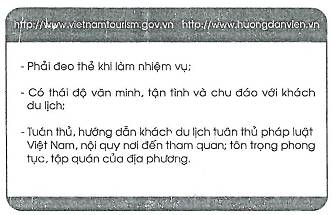 http://www.vietnamtourism.gov.vn http://www.huongdanvien.vn
- Phải đeo thẻ khi làm nhiệm vụ;
- Có thái độ văn minh, tận tình và chu đáo với khách
du lịch;
- Tuân thủ, hướng dẫn khách du lịch tuân thủ pháp luật
Việt Nam, nội quy nơi đến tham quan; tôn trọng phong
tục, tập quán của địa phương.